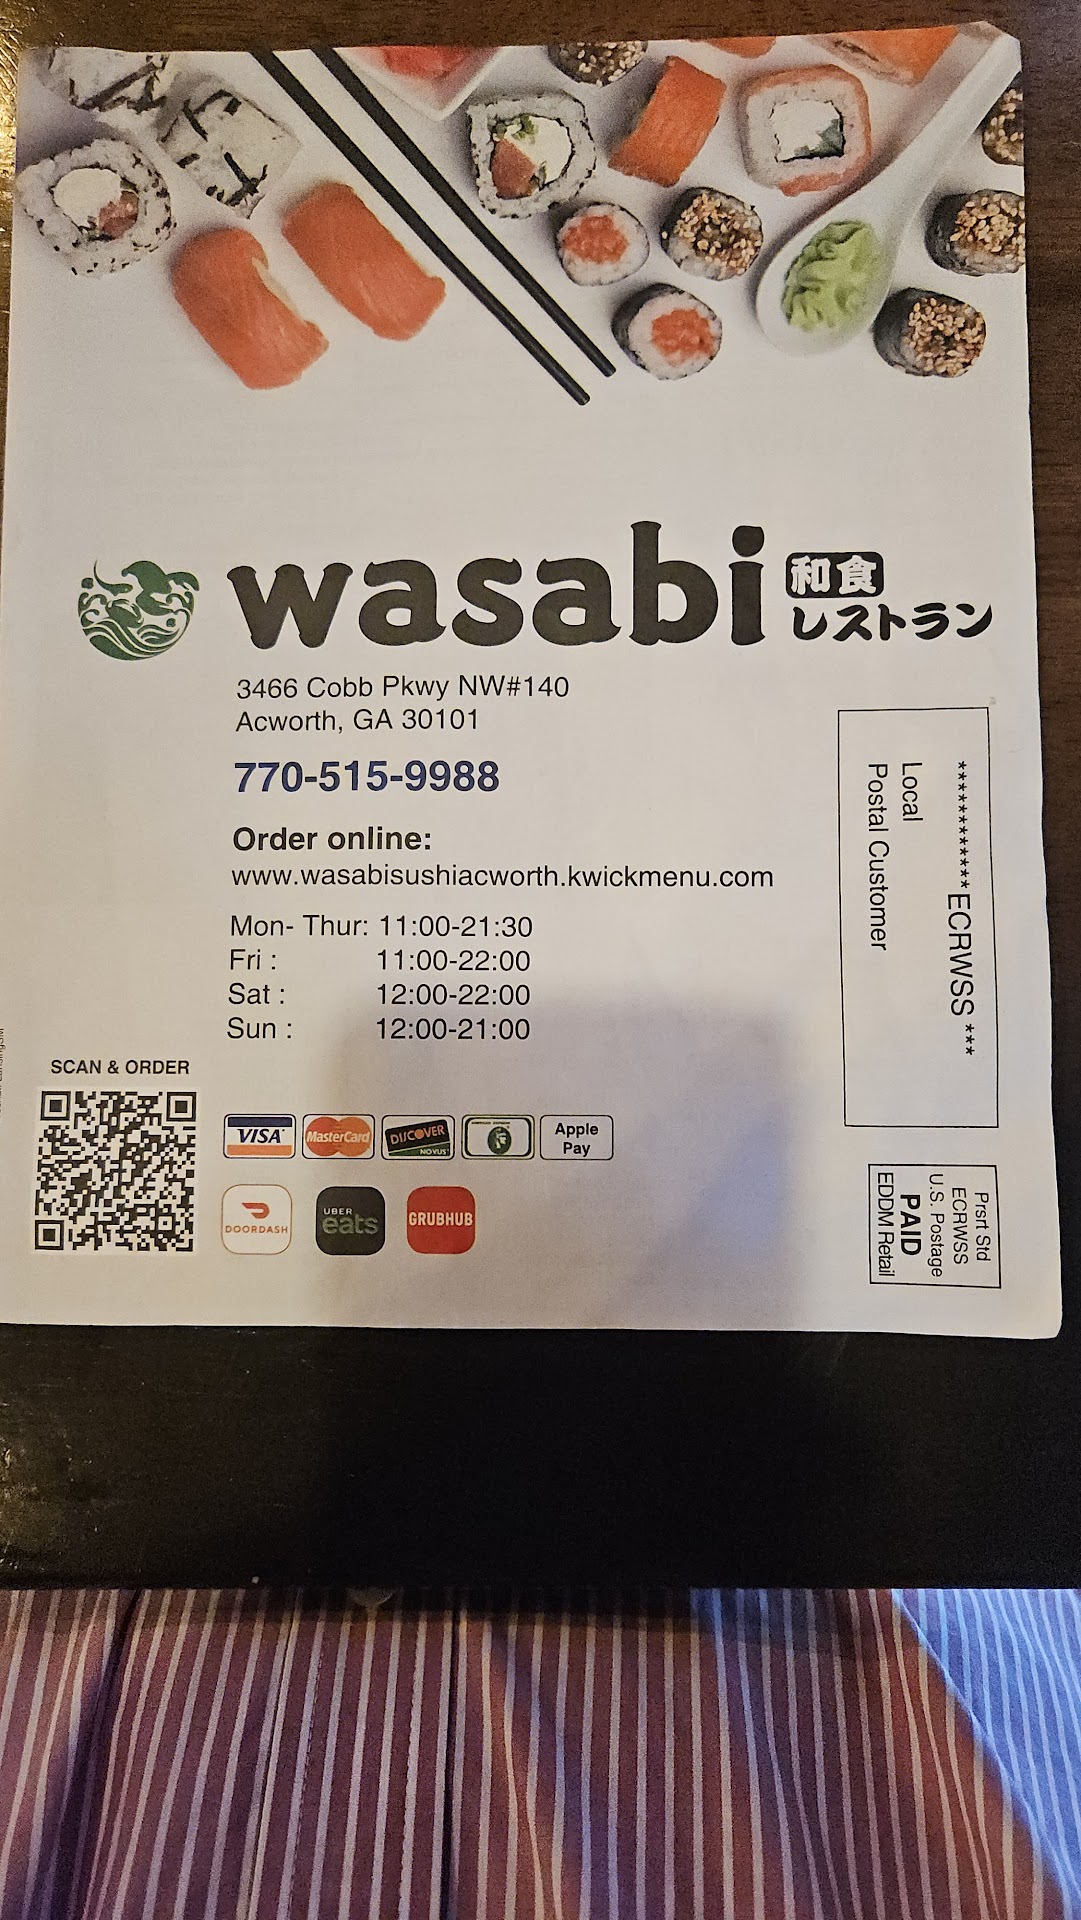 wasabi 和食
レストラン
3466 Cobb Pkwy NW#140
Acworth, GA 30101
770-515-9988
Order online:
www.wasabisushiacworth.kwickmenu.com
Mon- Thur: 11:00-21:30
Fri : 11:00-22:00
Sat : 12:00-22:00
Sun : 12:00-21:00
SCAN & ORDER
VISA
MasterCard
DISCOVER
NOVUS
Apple
Pay
DOORDASH
UBER
eats
GRUBHUB
*************ECRWSS ***
Local
Postal Customer
Prsrt Std
ECRWSS
U.S. Postage
PAID
EDDM Retail